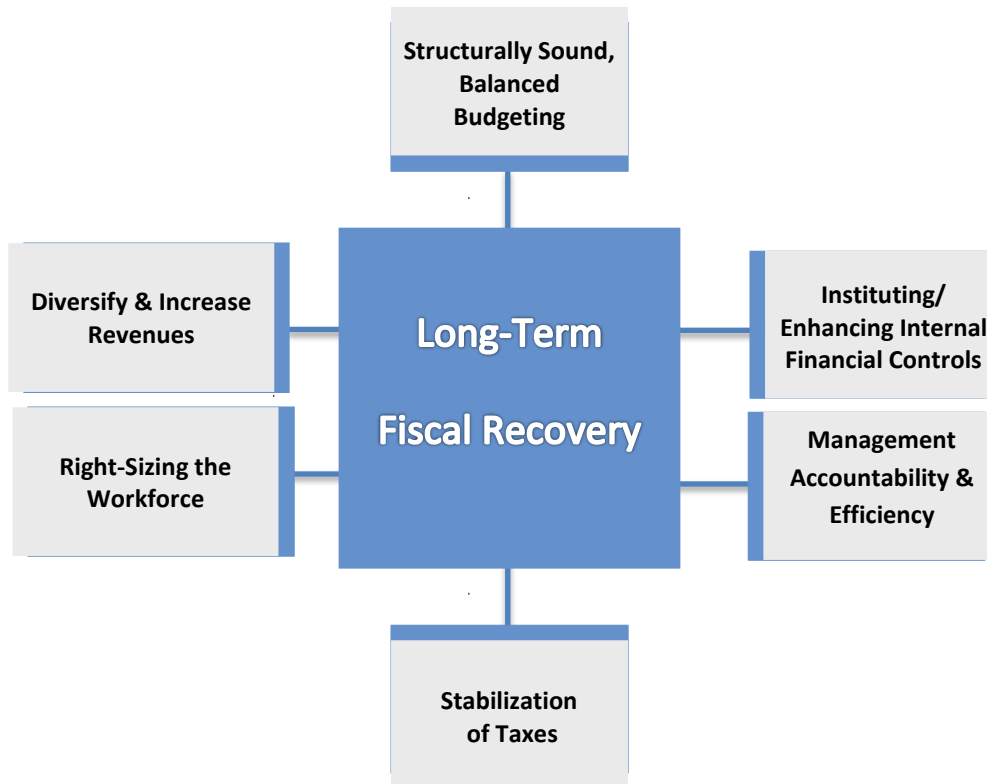 Structurally Sound,
Balanced
Budgeting
Diversify & Increase
Revenues
Long-Term
Fiscal Recovery
Instituting/
Enhancing Internal
Financial Controls
Right-Sizing the
Workforce
Management
Accountability &
Efficiency
Stabilization
of Taxes